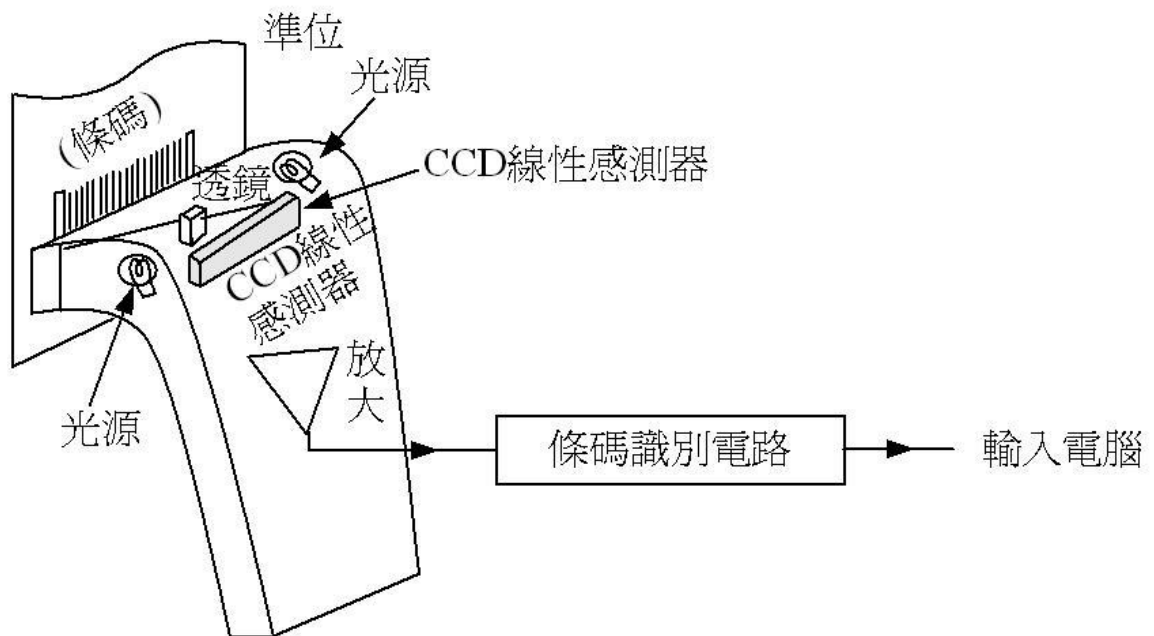 準位
光源
(條碼)
透鏡
CCD線性感測器
CCD線性
感測器
放
大
光源
條碼識別電路
輸入電腦